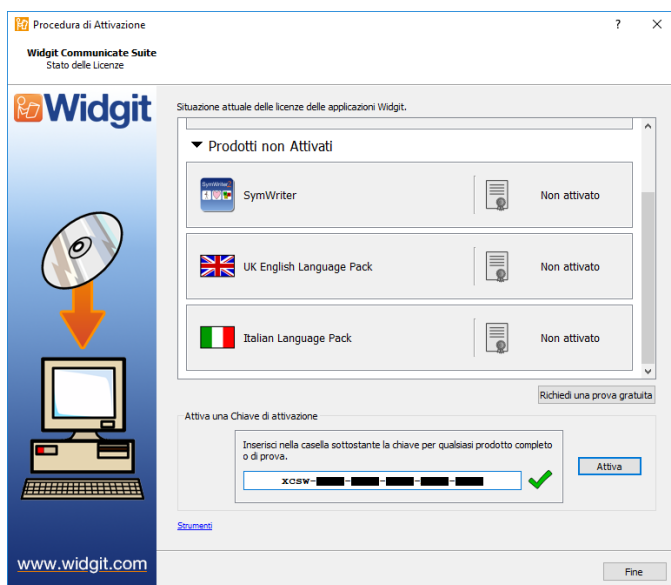 Procedura di Attivazione
Widgit Communicate Suite
Stato delle Licenze
Widgit
Situazione attuale delle licenze delle applicazioni Widgit.
Prodotti non Attivati
SymWriter
Non attivato
UK English Language Pack
Non attivato
Italian Language Pack
Non attivato
Richiedi una prova gratuita
Attiva una Chiave di attivazione
Inserisci nella casella sottostante la chiave per qualsiasi prodotto completo
o di prova.
xcsw-
Attiva
Strumenti
www.widgit.com
Fine